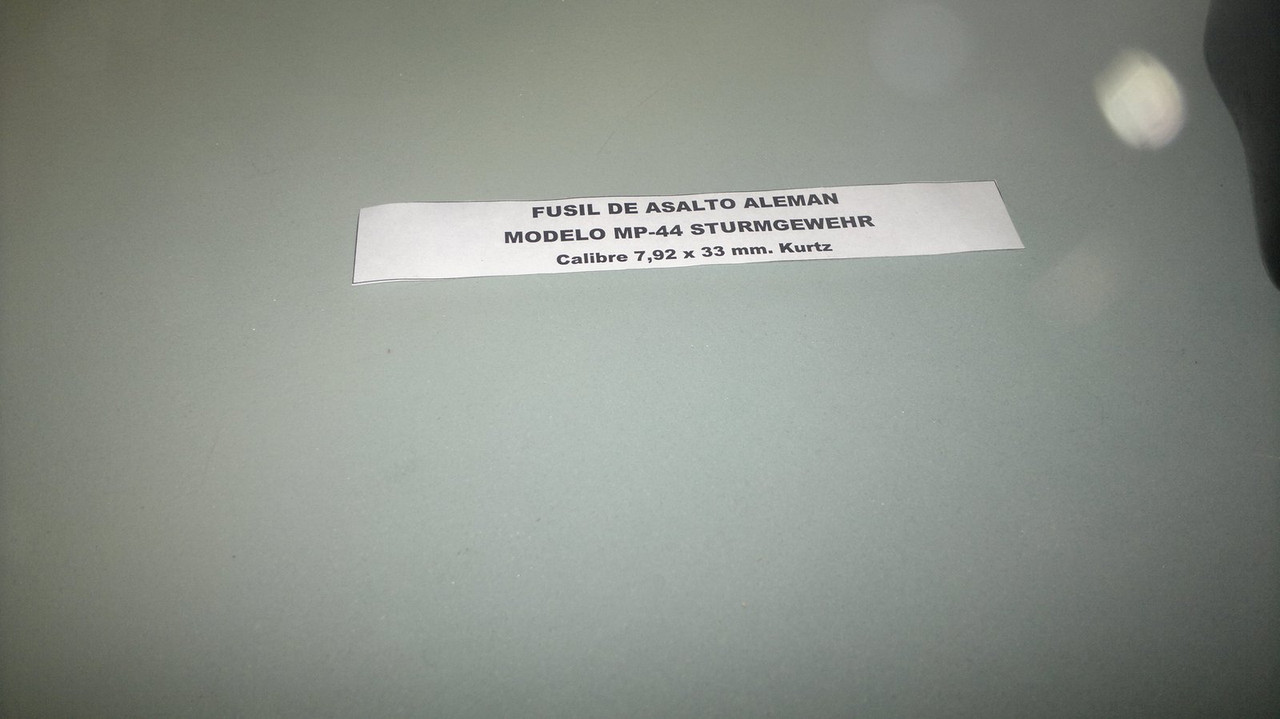 FUSIL DE ASALTO ALEMAN
MODELO MP-44 STURMGEWEHR
Calibre 7,92 x 33 mm. Kurtz